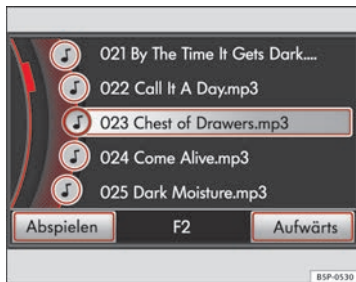 021 By The Time It Gets Dark....
022 Call It A Day.mp3
023 Chest of Drawers.mp3
024 Come Alive.mp3
025 Dark Moisture.mp3
Abspielen F2 Aufwärts
B5P-0530